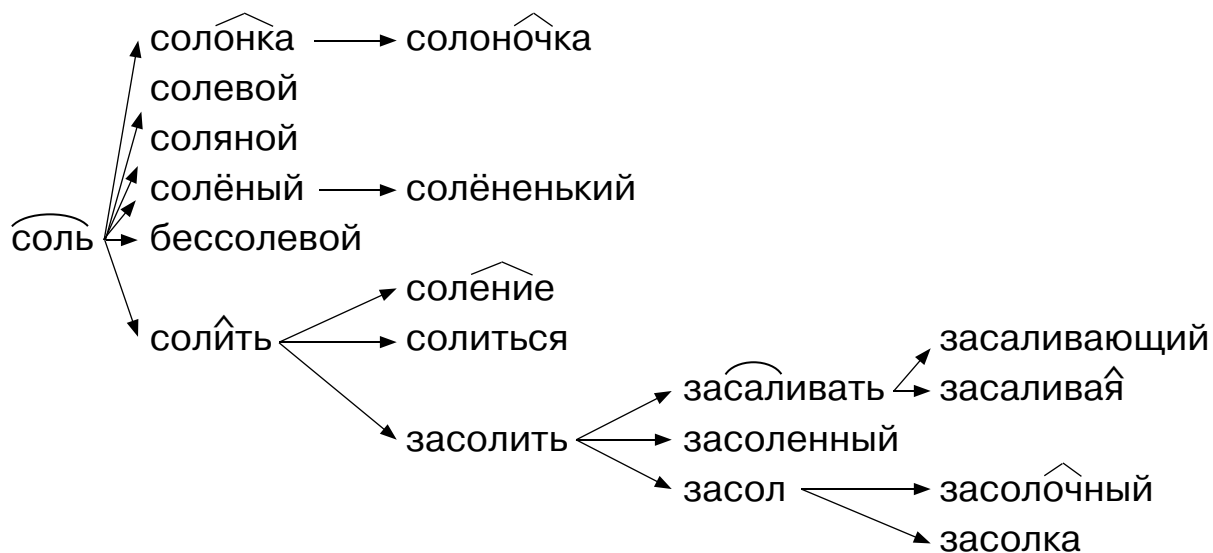 солонка солоночка
солевой
соляной
солёный солёненький
соль бессолевой
соление
солить солиться засаливающий
засаливать засаливая
засолить засоленный
засол засолочный
засолка